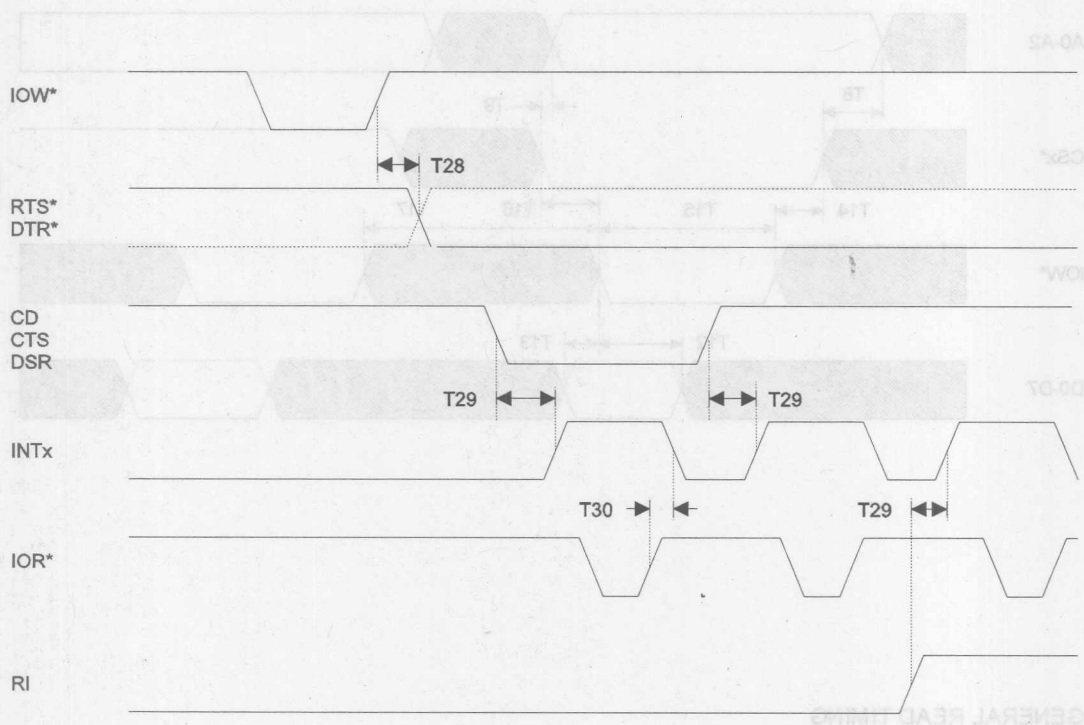 IOW*
T28
RTS*
DTR*
CD
CTS
DSR
T29
T29
INTx
T30
T29
IOR*
RI